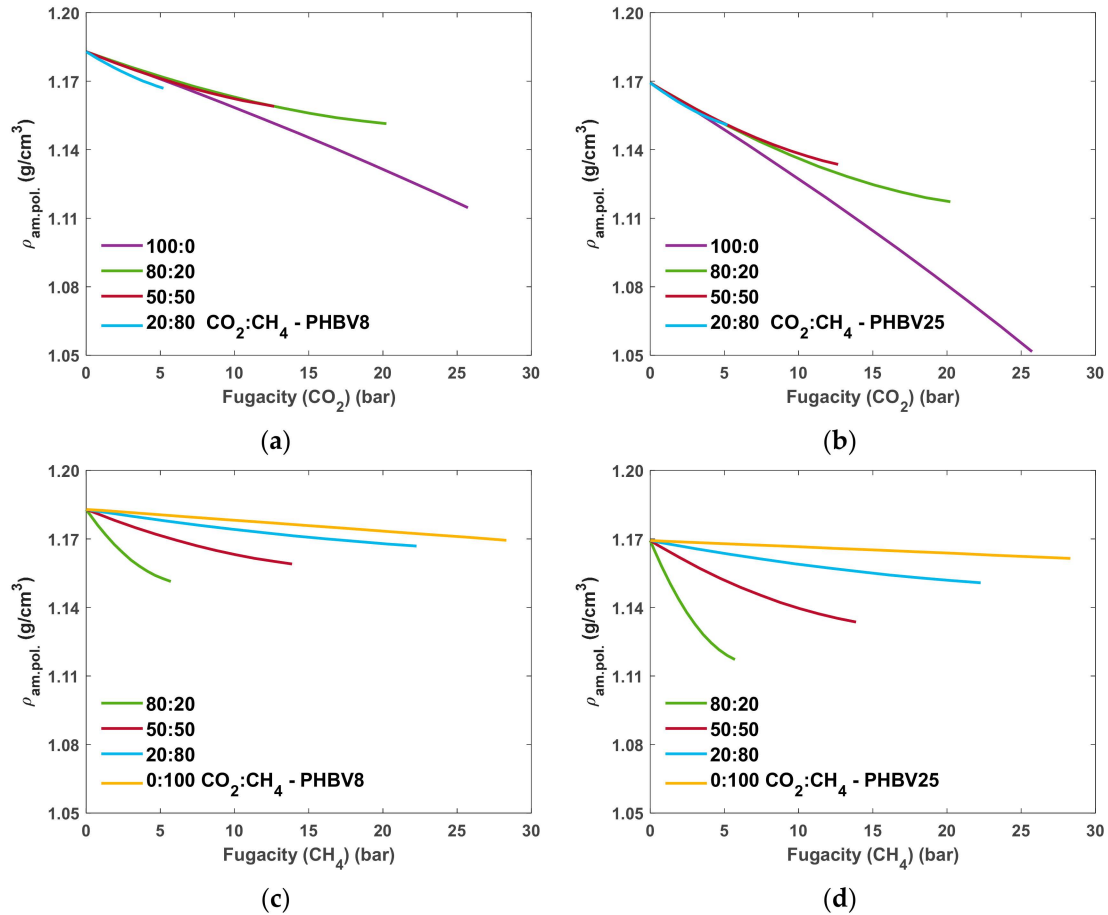 1.20
1.17
1.14
1.11
1.08
1.05
ρam.pol. (g/cm³)
100:0
80:20
50:50
20:80 CO₂:CH₄ - PHBV8
0 5 10 15 20 25 30
Fugacity (CO₂) (bar)
(a)
1.20
1.17
1.14
1.11
1.08
1.05
ρam.pol. (g/cm³)
100:0
80:20
50:50
20:80 CO₂:CH₄ - PHBV25
0 5 10 15 20 25 30
Fugacity (CO₂) (bar)
(b)
1.20
1.17
1.14
1.11
1.08
1.05
ρam.pol. (g/cm³)
80:20
50:50
20:80
0:100 CO₂:CH₄ - PHBV8
0 5 10 15 20 25 30
Fugacity (CH₄) (bar)
(c)
1.20
1.17
1.14
1.11
1.08
1.05
ρam.pol. (g/cm³)
80:20
50:50
20:80
0:100 CO₂:CH₄ - PHBV25
0 5 10 15 20 25 30
Fugacity (CH₄) (bar)
(d)